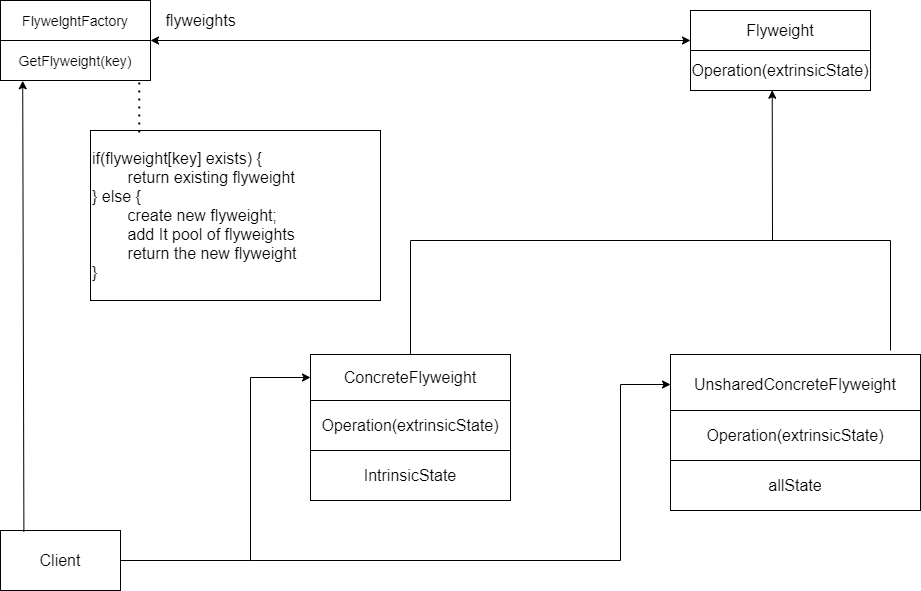 FlyweIghtFactory
flyweights
GetFlyweight(key)
Flyweight
Operation(extrinsicState)
if(flyweight[key] exists) {
return existing flyweight
} else {
create new flyweight;
add It pool of flyweights
return the new flyweight
}
ConcreteFlyweight
Operation(extrinsicState)
IntrinsicState
UnsharedConcreteFlyweight
Operation(extrinsicState)
allState
Client